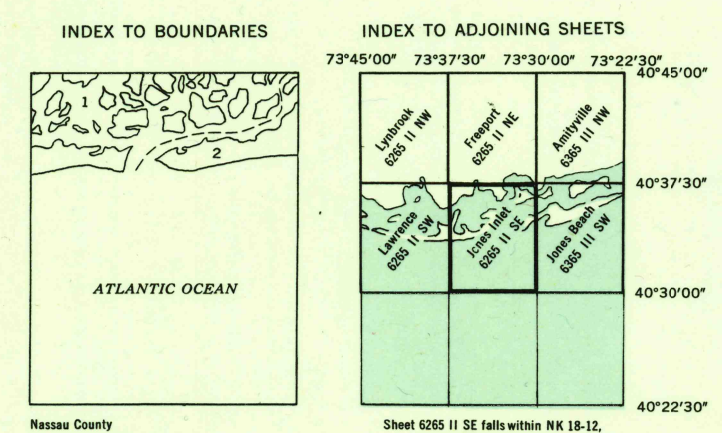 INDEX TO BOUNDARIES
1
2
ATLANTIC OCEAN
Nassau County
INDEX TO ADJOINING SHEETS
73°45'00" 73°37'30" 73°30'00" 73°22'30"
40°45'00"
Lynbrook
6265 II NW
Freeport
6265 II NE
Amityville
6365 III NW
40°37'30"
Lawrence
6265 II SW
Jones Inlet
6265 II SE
Jones Beach
6365 III SW
40°30'00"
40°22'30"
Sheet 6265 II SE falls within NK 18-12,